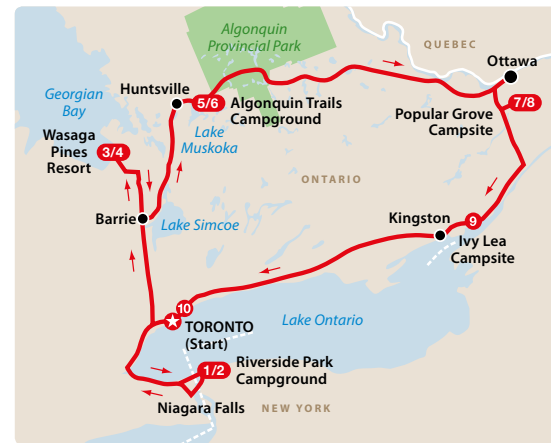 Algonquin
Provincial Park
QUEBEC
Ottawa
Georgian
Bay
Huntsville
5/6
Algonquin Trails
Campground
7/8
Popular Grove
Campsite
Wasaga
Pines
Resort
3/4
Lake
Muskoka
ONTARIO
Barrie
Lake Simcoe
Kingston
9
Ivy Lea
Campsite
10
TORONTO
(Start)
Lake Ontario
1/2
Riverside Park
Campground
Niagara Falls
NEW YORK